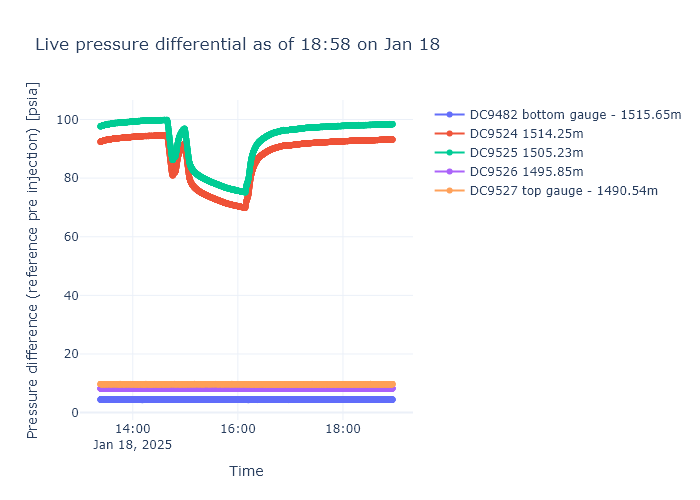 Live pressure differential as of 18:58 on Jan 18
Pressure difference (reference pre injection) [psia]
100
80
60
40
20
0
14:00
Jan 18, 2025
16:00
18:00
Time
DC9482 bottom gauge - 1515.65m
DC9524 1514.25m
DC9525 1505.23m
DC9526 1495.85m
DC9527 top gauge - 1490.54m